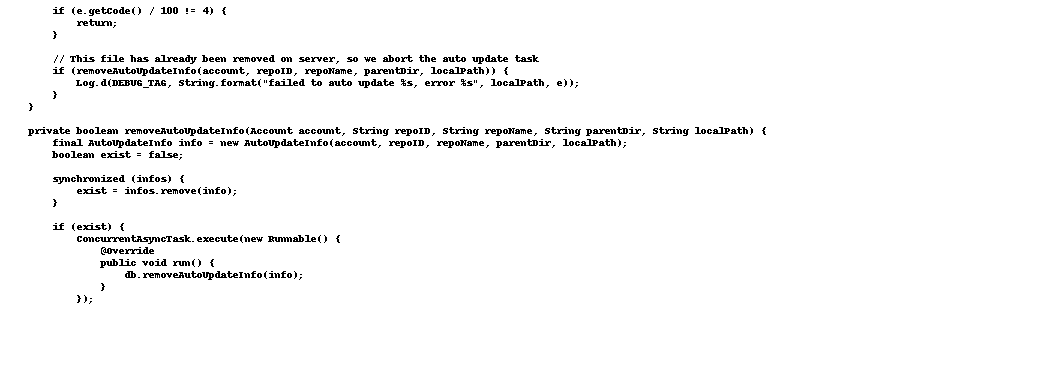 if (e.getCode() / 100 != 4) {
return;
}
// This file has already been removed on server, so we abort the auto update task
if (removeAutoUpdateInfo(account, repoID, repoName, parentDir, localPath)) {
Log.d(DEBUG_TAG, String.format("failed to auto update %s, error %s", localPath, e));
}
}
private boolean removeAutoUpdateInfo(Account account, String repoID, String repoName, String parentDir, String localPath) {
final AutoUpdateInfo info = new AutoUpdateInfo(account, repoID, repoName, parentDir, localPath);
boolean exist = false;
synchronized (infos) {
exist = infos.remove(info);
}
if (exist) {
ConcurrentAsyncTask.execute(new Runnable() {
@Override
public void run() {
db.removeAutoUpdateInfo(info);
}
});